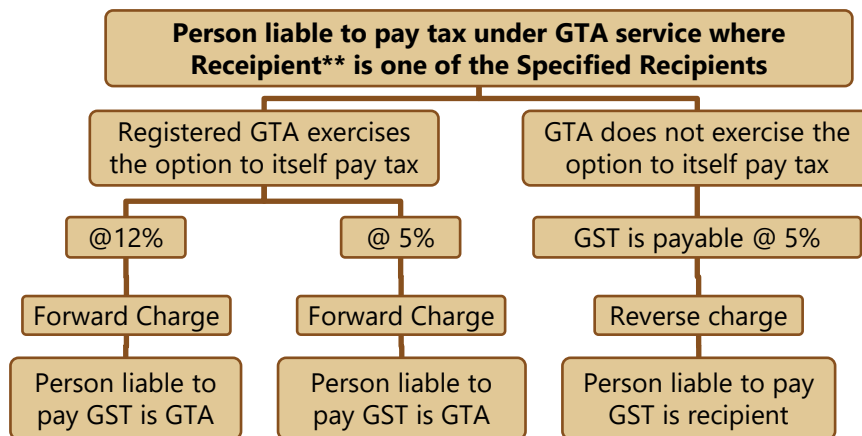 Person liable to pay tax under GTA service where
Receipient** is one of the Specified Recipients
Registered GTA exercises
the option to itself pay tax
GTA does not exercise the
option to itself pay tax
@12%
@ 5%
GST is payable @ 5%
Forward Charge
Forward Charge
Reverse charge
Person liable to
pay GST is GTA
Person liable to
pay GST is GTA
Person liable to pay
GST is recipient